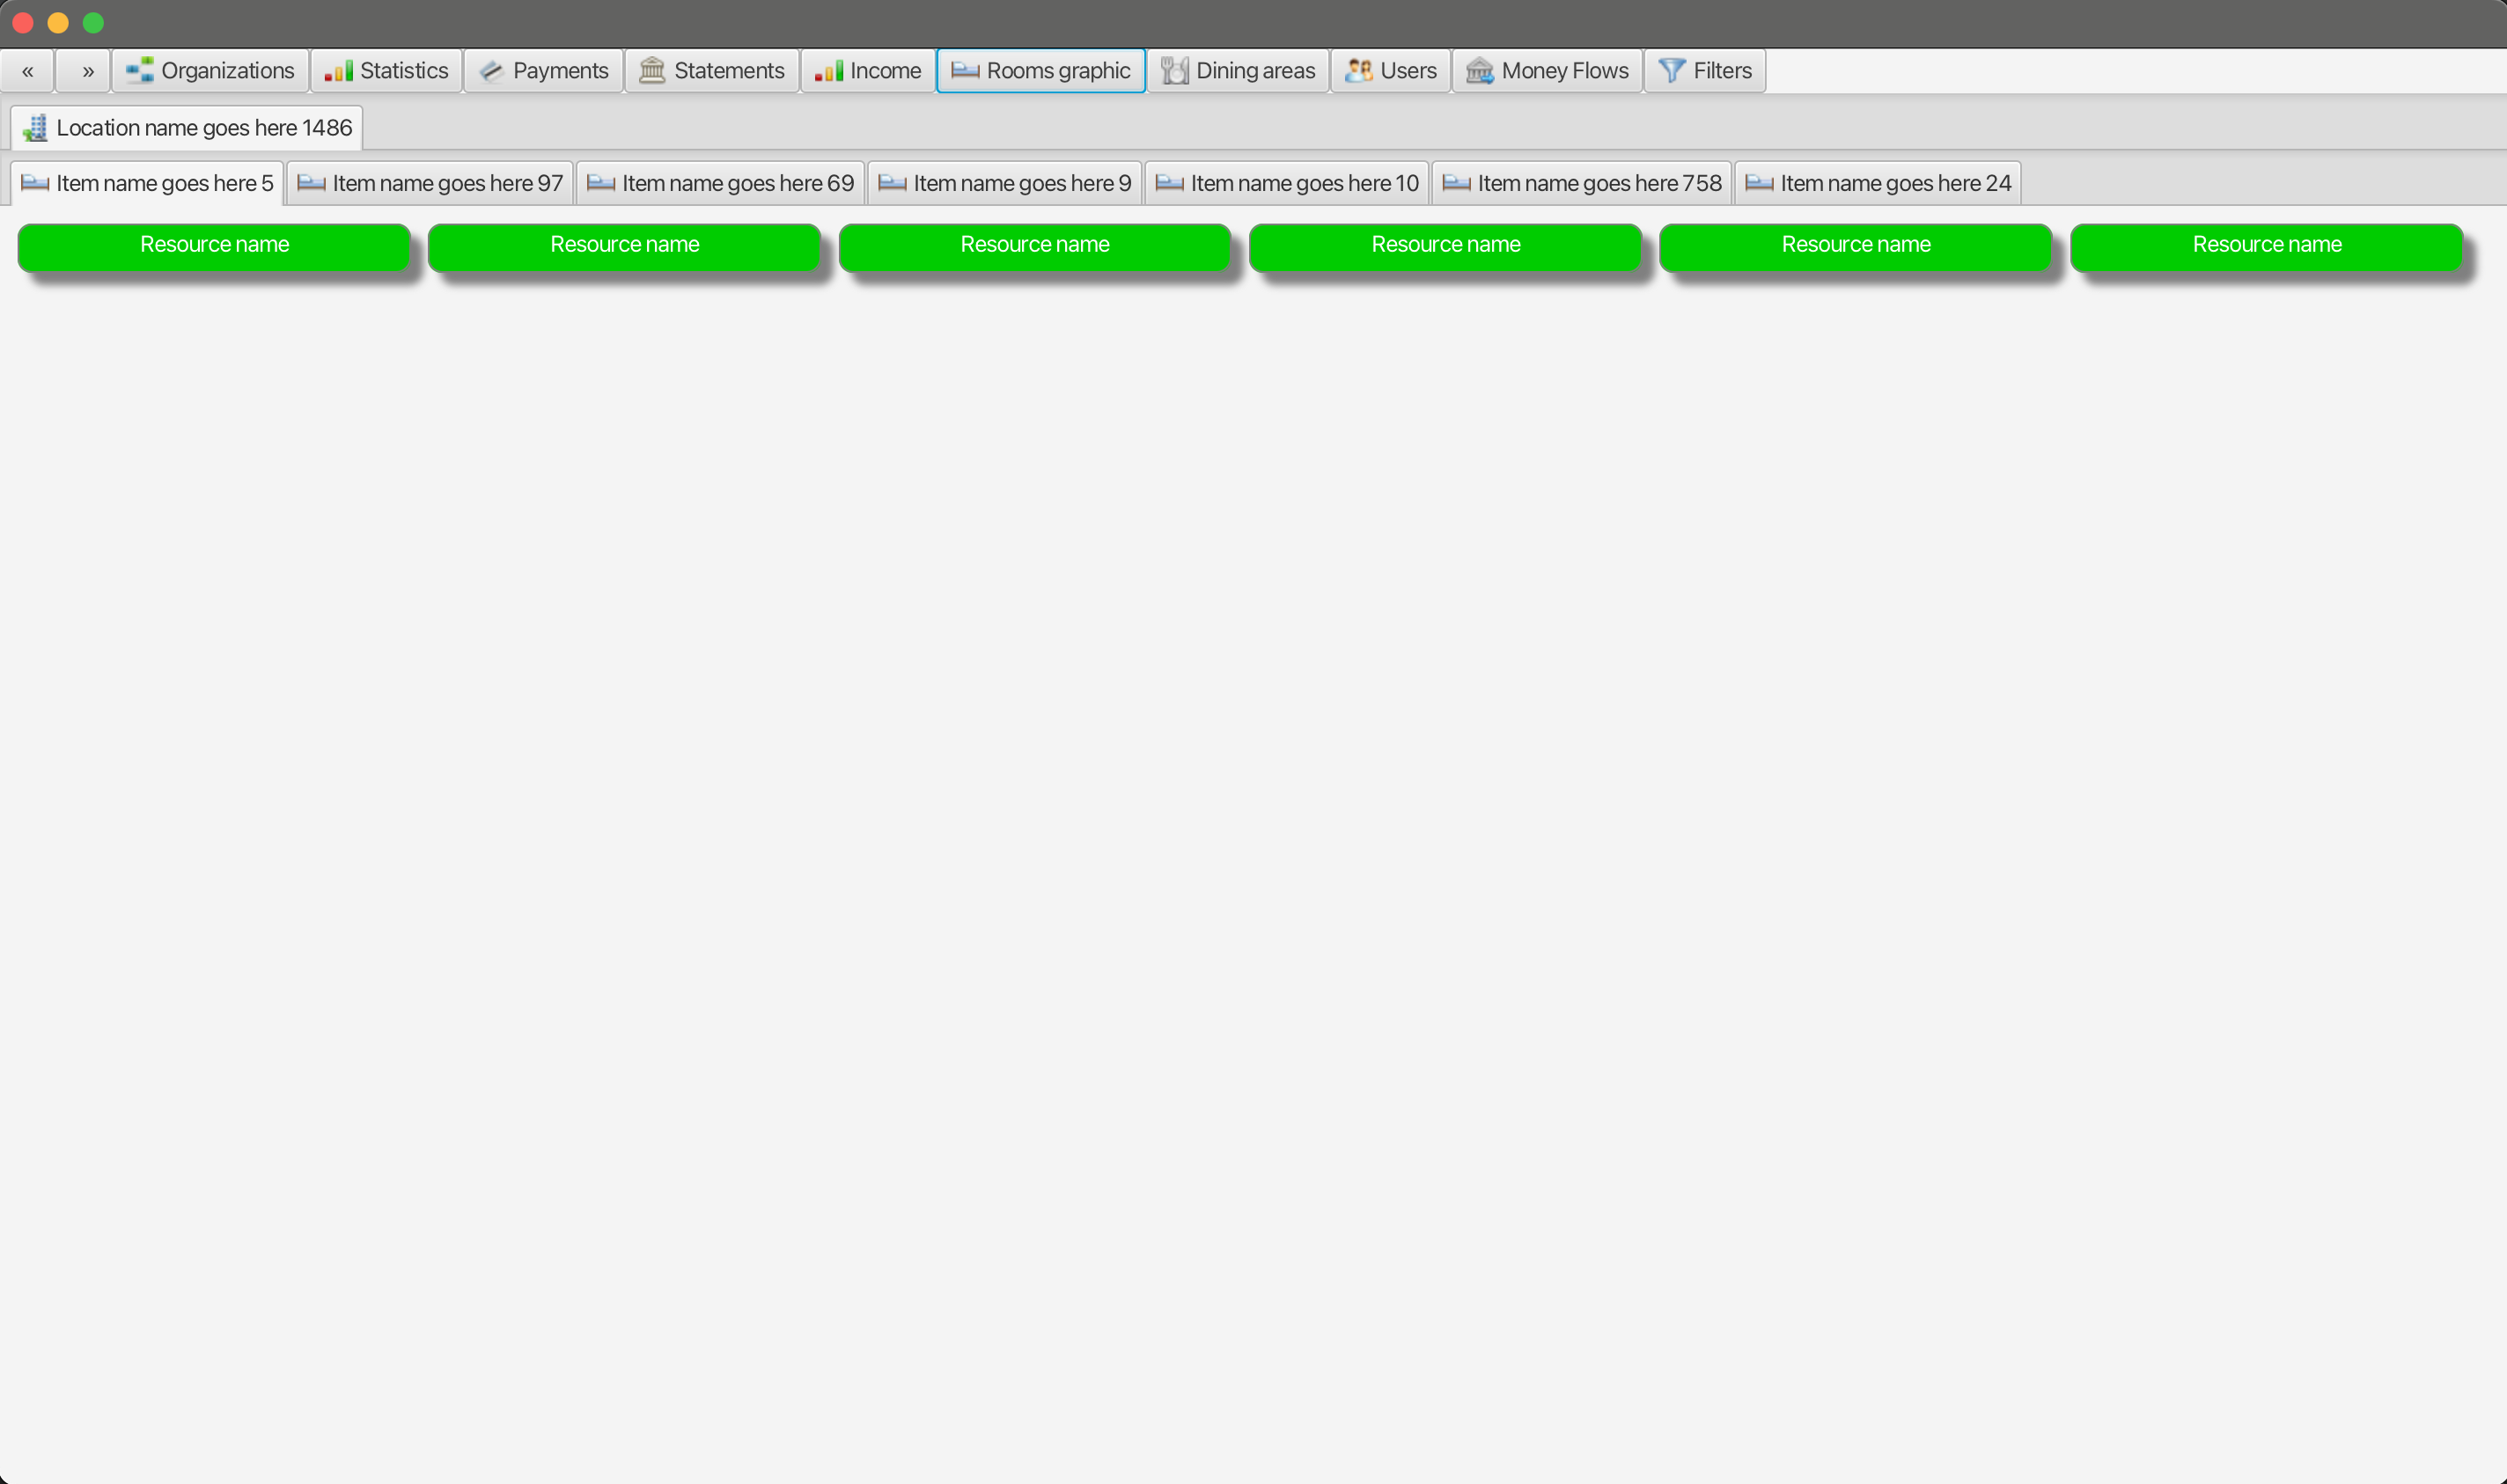 « » Organizations Statistics Payments Statements Income Rooms graphic Dining areas Users Money Flows Filters
Location name goes here 1486
Item name goes here 5 Item name goes here 97 Item name goes here 69 Item name goes here 9 Item name goes here 10 Item name goes here 758 Item name goes here 24
Resource name Resource name Resource name Resource name Resource name Resource name